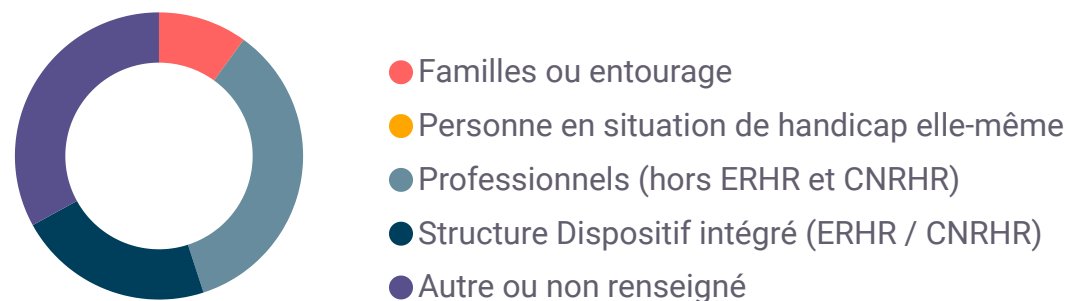 Familles ou entourage
Personne en situation de handicap elle-même
Professionnels (hors ERHR et CNRHR)
Structure Dispositif intégré (ERHR / CNRHR)
Autre ou non renseigné